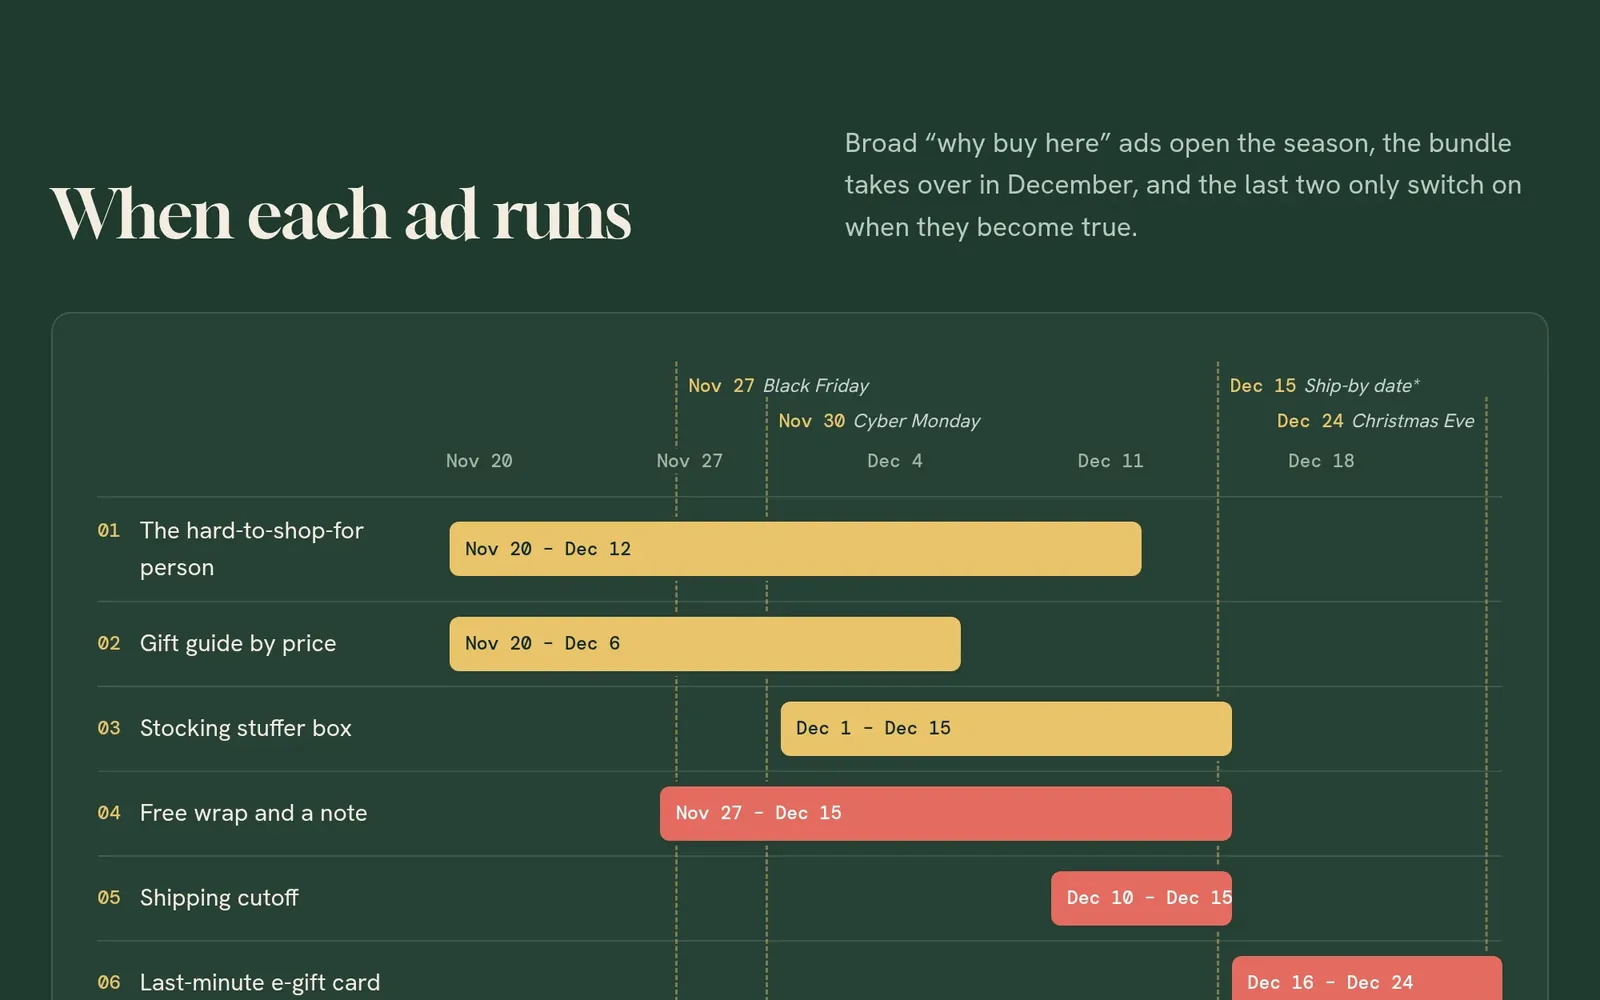 When each ad runs
Broad “why buy here” ads open the season, the bundle
takes over in December, and the last two only switch on
when they become true.
Nov 27 Black Friday
Dec 15 Ship-by date*
Nov 30 Cyber Monday
Dec 24 Christmas Eve
Nov 20
Nov 27
Dec 4
Dec 11
Dec 18
01 The hard-to-shop-for
person
Nov 20 – Dec 12
02 Gift guide by price
Nov 20 – Dec 6
03 Stocking stuffer box
Dec 1 – Dec 15
04 Free wrap and a note
Nov 27 – Dec 15
05 Shipping cutoff
Dec 10 – Dec 15
06 Last-minute e-gift card
Dec 16 – Dec 24